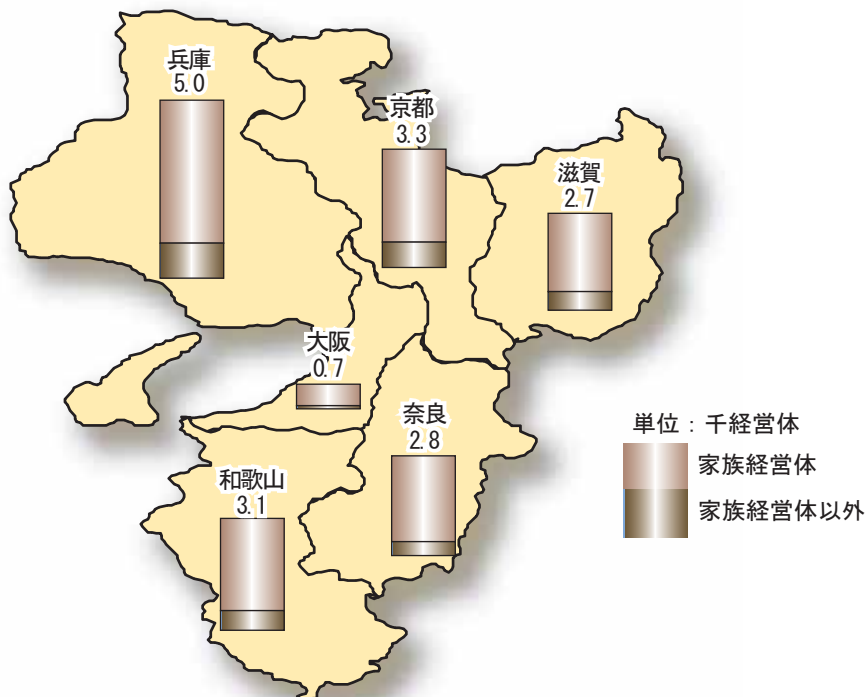 兵庫
5.0
京都
3.3
滋賀
2.7
大阪
0.7
奈良
2.8
和歌山
3.1
単位：千経営体
家族経営体
家族経営体以外